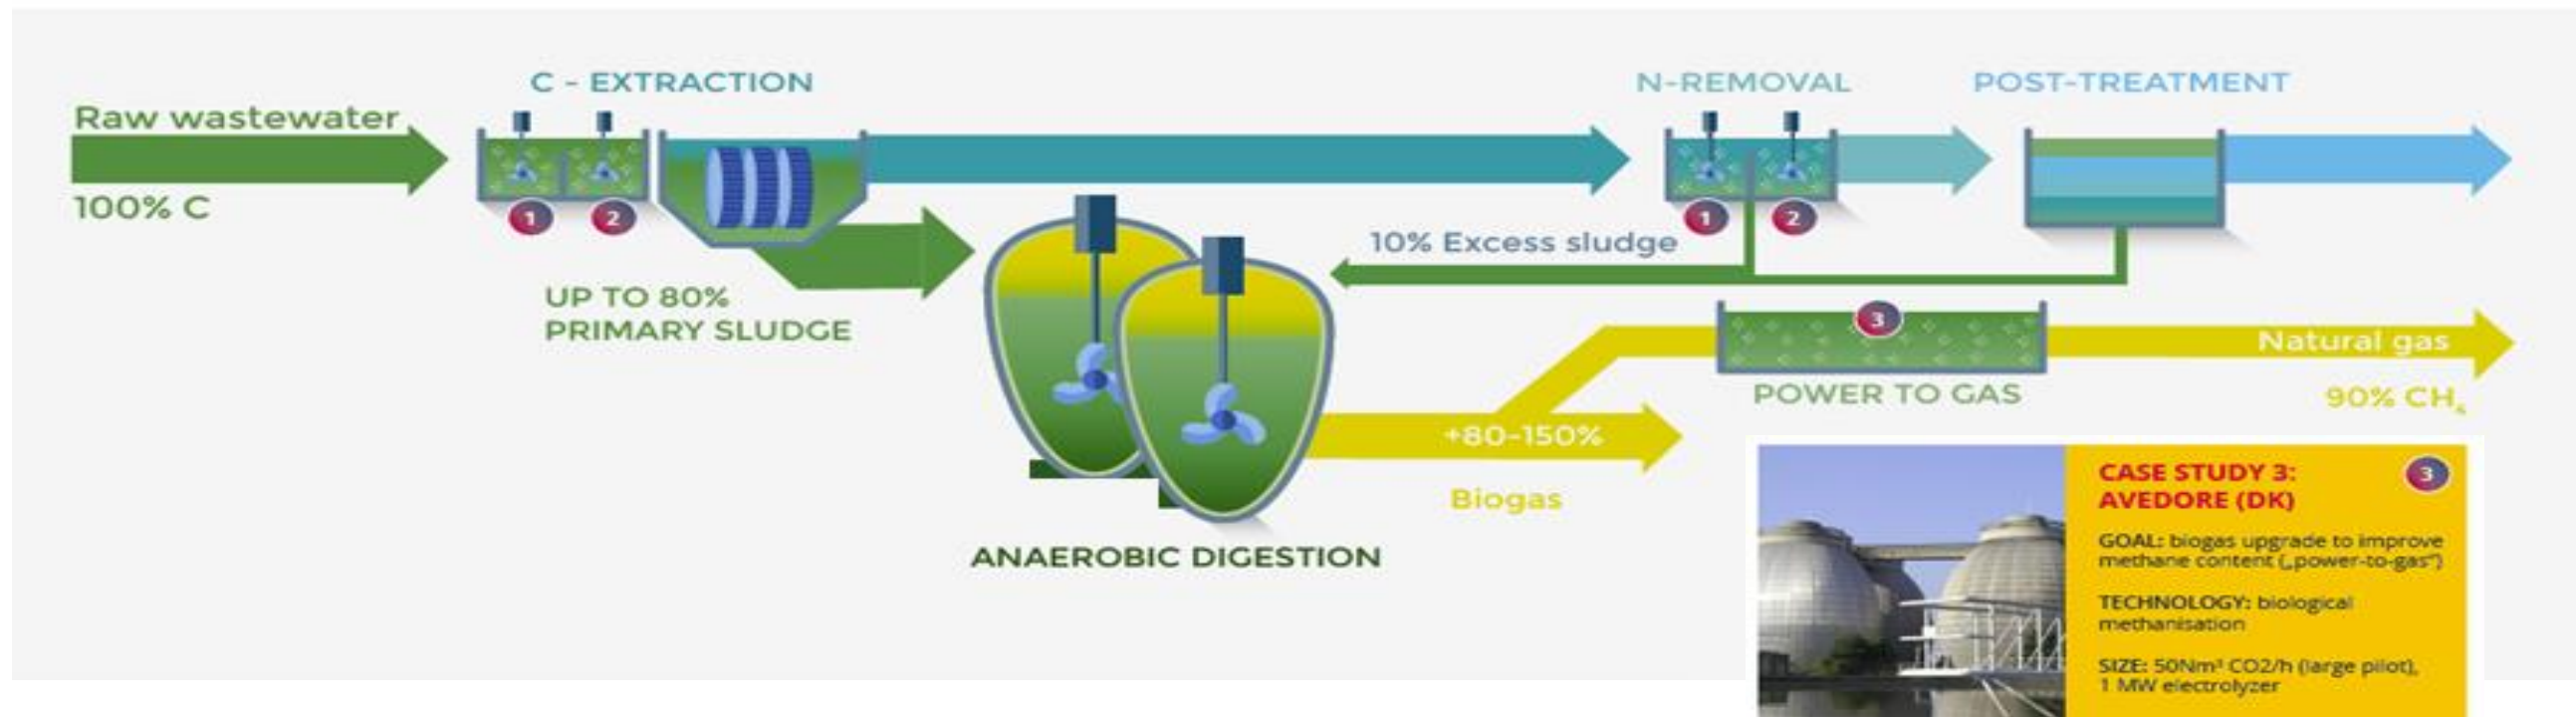 C - EXTRACTION
N-REMOVAL
POST-TREATMENT
Raw wastewater
100% C
1
2
1
2
10% Excess sludge
UP TO 80%
PRIMARY SLUDGE
3
Natural gas
POWER TO GAS
90% CH₄
+80-150%
Biogas
ANAEROBIC DIGESTION
CASE STUDY 3:
3
AVEDORE (DK)
GOAL: biogas upgrade to improve
methane content („power-to-gas“)
TECHNOLOGY: biological
methanisation
SIZE: 50Nm³ CO2/h (large pilot),
1 MW electrolyzer